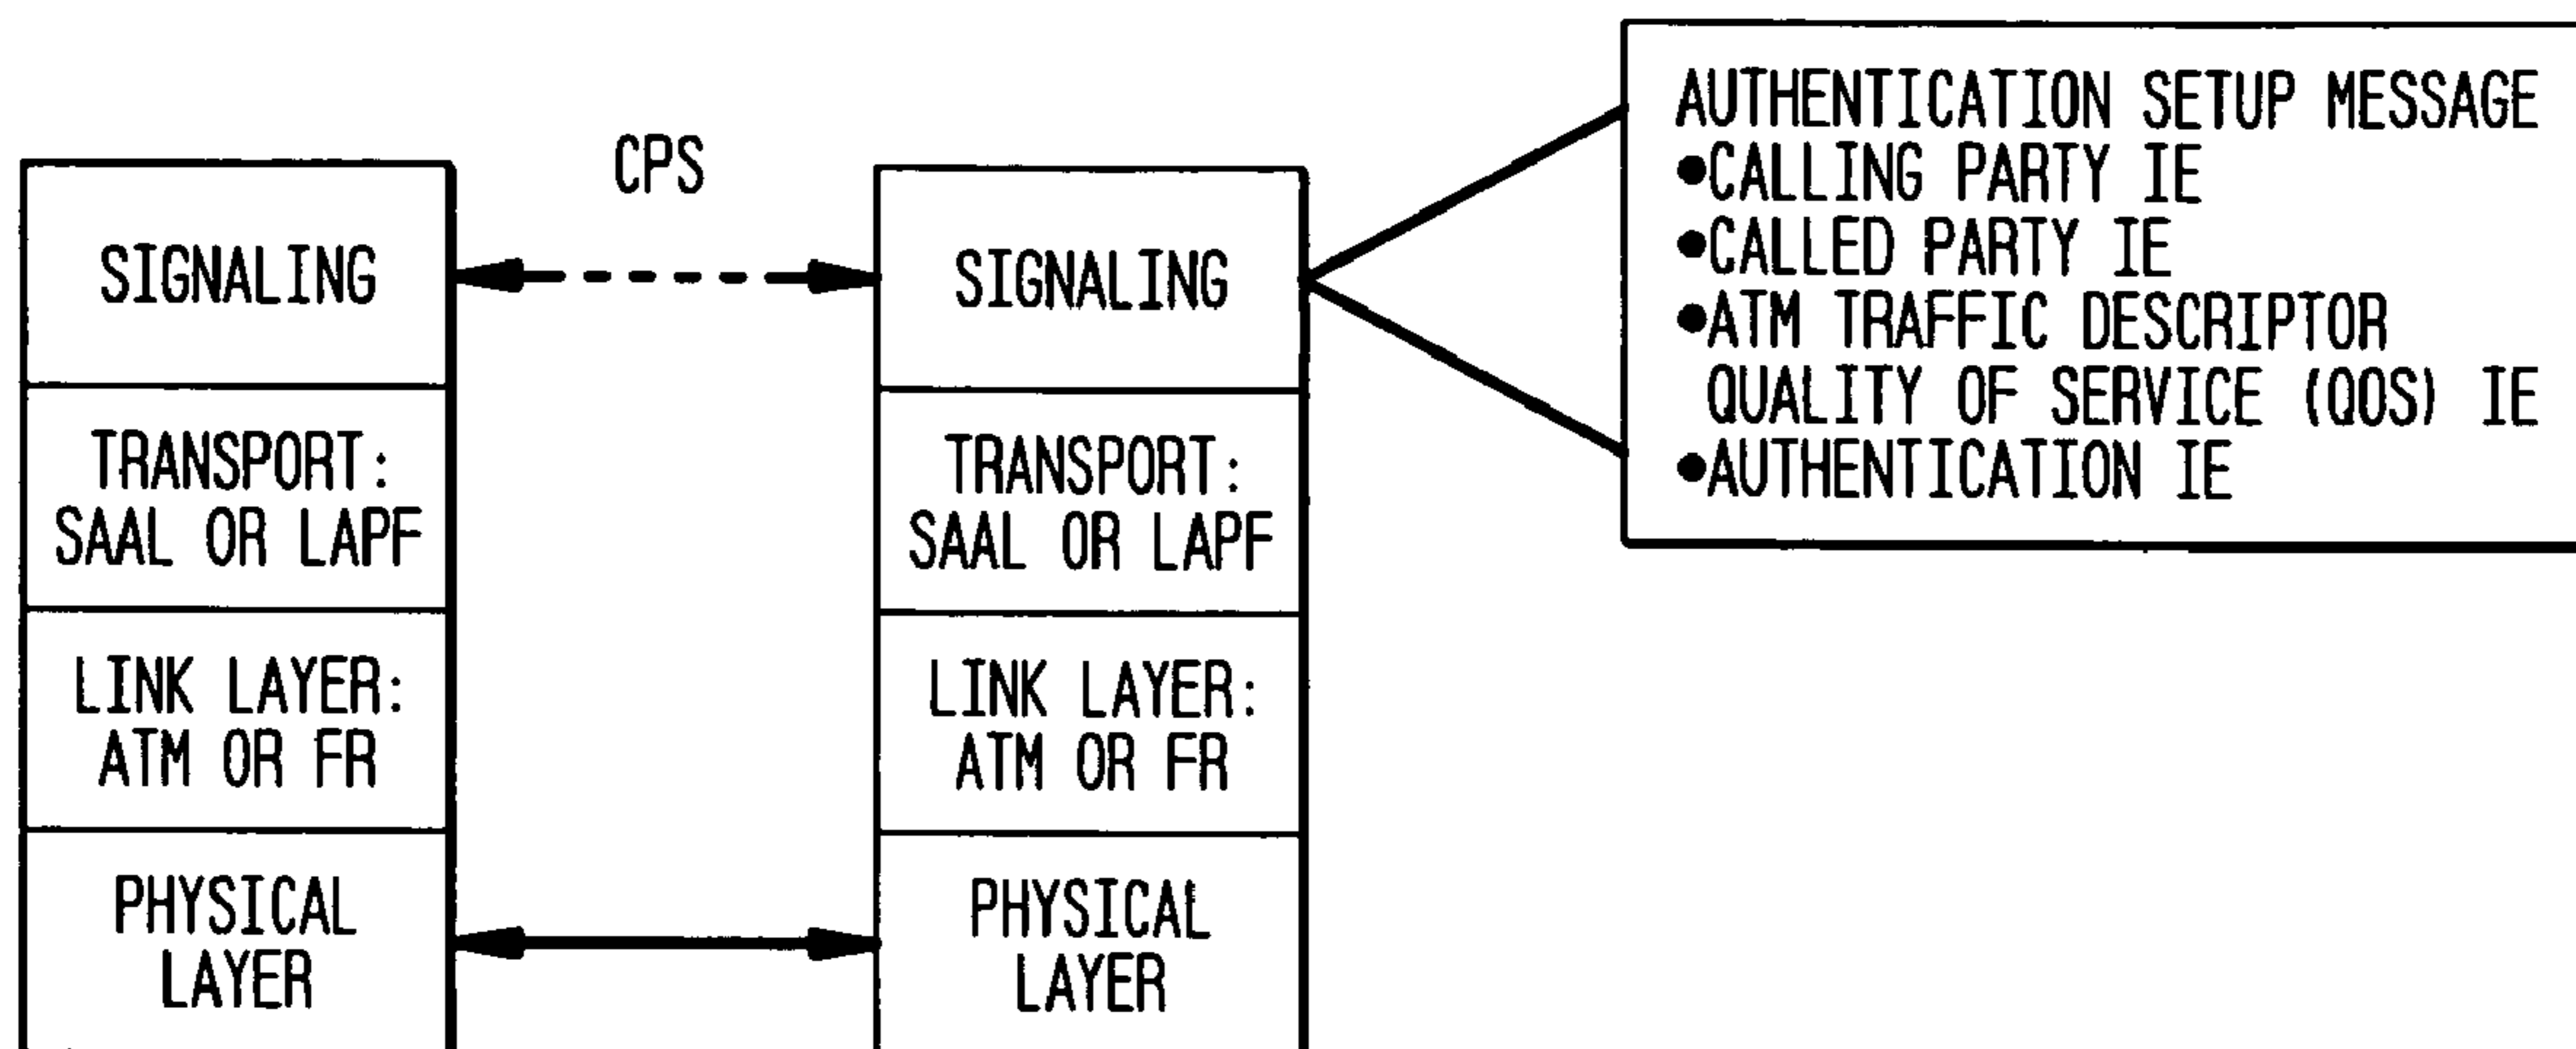 CPS
SIGNALING
TRANSPORT:
SAAL OR LAPF
LINK LAYER:
ATM OR FR
PHYSICAL
LAYER
SIGNALING
TRANSPORT:
SAAL OR LAPF
LINK LAYER:
ATM OR FR
PHYSICAL
LAYER
AUTHENTICATION SETUP MESSAGE
•CALLING PARTY IE
•CALLED PARTY IE
•ATM TRAFFIC DESCRIPTOR
QUALITY OF SERVICE (QOS) IE
•AUTHENTICATION IE